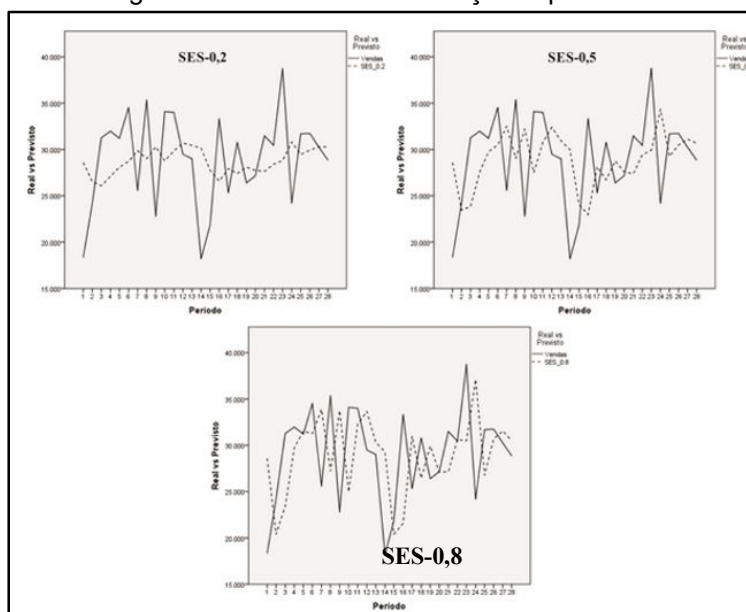 SES-0,2
Real vs
Previsto
Vendas
SES_0.2
Real vs Previsto
40.000
35.000
30.000
25.000
20.000
15.000
1 2 3 4 5 6 7 8 9 10 11 12 13 14 15 16 17 18 19 20 21 22 23 24 25 26 27 28
Periodo
SES-0,5
Real vs
Previsto
Vendas
Real vs Previsto
40.000
35.000
30.000
25.000
20.000
15.000
1 2 3 4 5 6 7 8 9 10 11 12 13 14 15 16 17 18 19 20 21 22 23 24 25 26 27 28
Periodo
Real vs
Previsto
Vendas
SES_0.8
Real vs Previsto
40.000
35.000
30.000
25.000
20.000
15.000
SES-0,8
1 2 3 4 5 6 7 8 9 10 11 12 13 14 15 16 17 18 19 20 21 22 23 24 25 26 27 28
Periodo